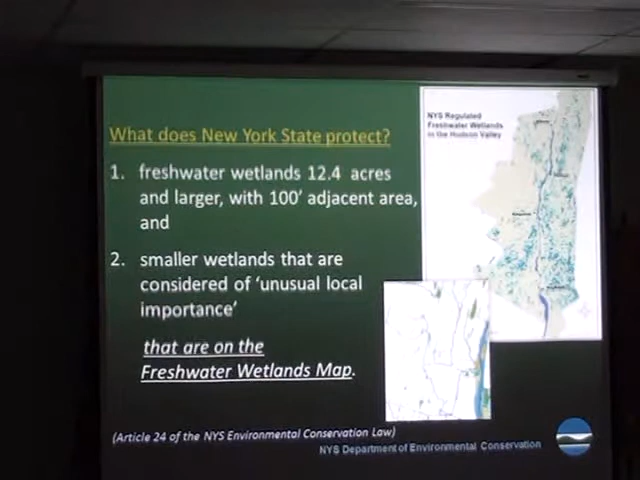 What does New York State protect?
1. freshwater wetlands 12.4 acres
and larger, with 100' adjacent area,
and
2. smaller wetlands that are
considered of 'unusual local
importance'
that are on the
Freshwater Wetlands Map.
(Article 24 of the NYS Environmental Conservation Law)
NYS Department of Environmental Conservation
NYS Regulated
Freshwater Wetlands
in the Hudson Valley